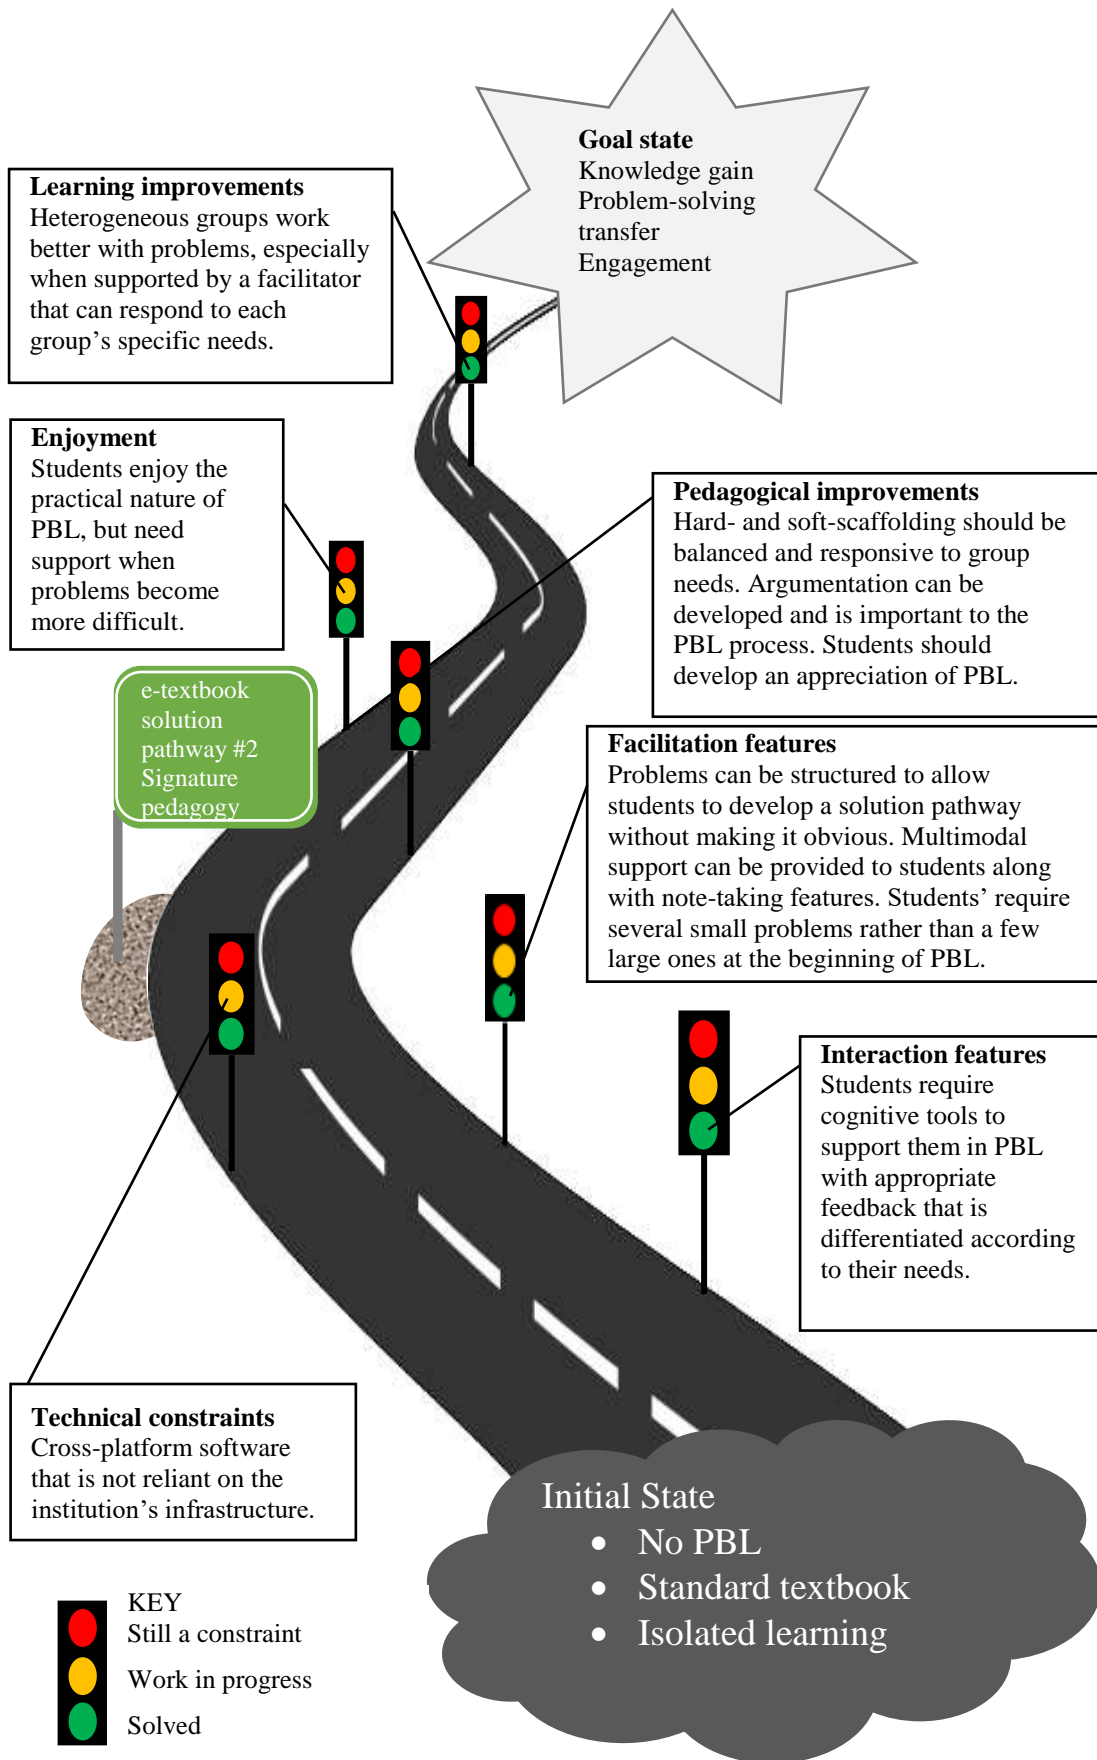 Goal state
Knowledge gain
Problem-solving
transfer
Engagement
Learning improvements
Heterogeneous groups work
better with problems, especially
when supported by a facilitator
that can respond to each
group’s specific needs.
Enjoyment
Students enjoy the
practical nature of
PBL, but need
support when
problems become
more difficult.
Pedagogical improvements
Hard- and soft-scaffolding should be
balanced and responsive to group
needs. Argumentation can be
developed and is important to the
PBL process. Students should
develop an appreciation of PBL.
e-textbook
solution
pathway #2
Signature
pedagogy
Facilitation features
Problems can be structured to allow
students to develop a solution pathway
without making it obvious. Multimodal
support can be provided to students along
with note-taking features. Students’ require
several small problems rather than a few
large ones at the beginning of PBL.
Interaction features
Students require
cognitive tools to
support them in PBL
with appropriate
feedback that is
differentiated according
to their needs.
Technical constraints
Cross-platform software
that is not reliant on the
institution’s infrastructure.
Initial State
• No PBL
• Standard textbook
• Isolated learning
KEY
Still a constraint
Work in progress
Solved